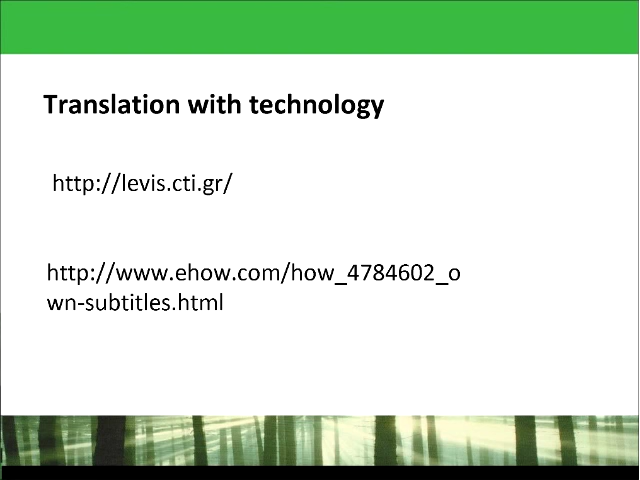 Translation with technology
http://levis.cti.gr/
http://www.ehow.com/how_4784602_o
wn-subtitles.html